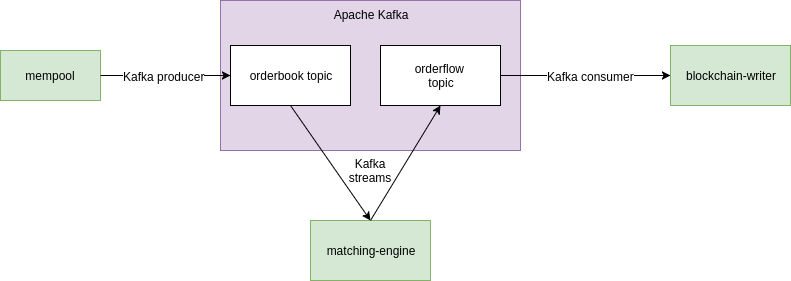 Apache Kafka
mempool
Kafka producer
orderbook topic
orderflow
topic
Kafka consumer
blockchain-writer
Kafka
streams
matching-engine